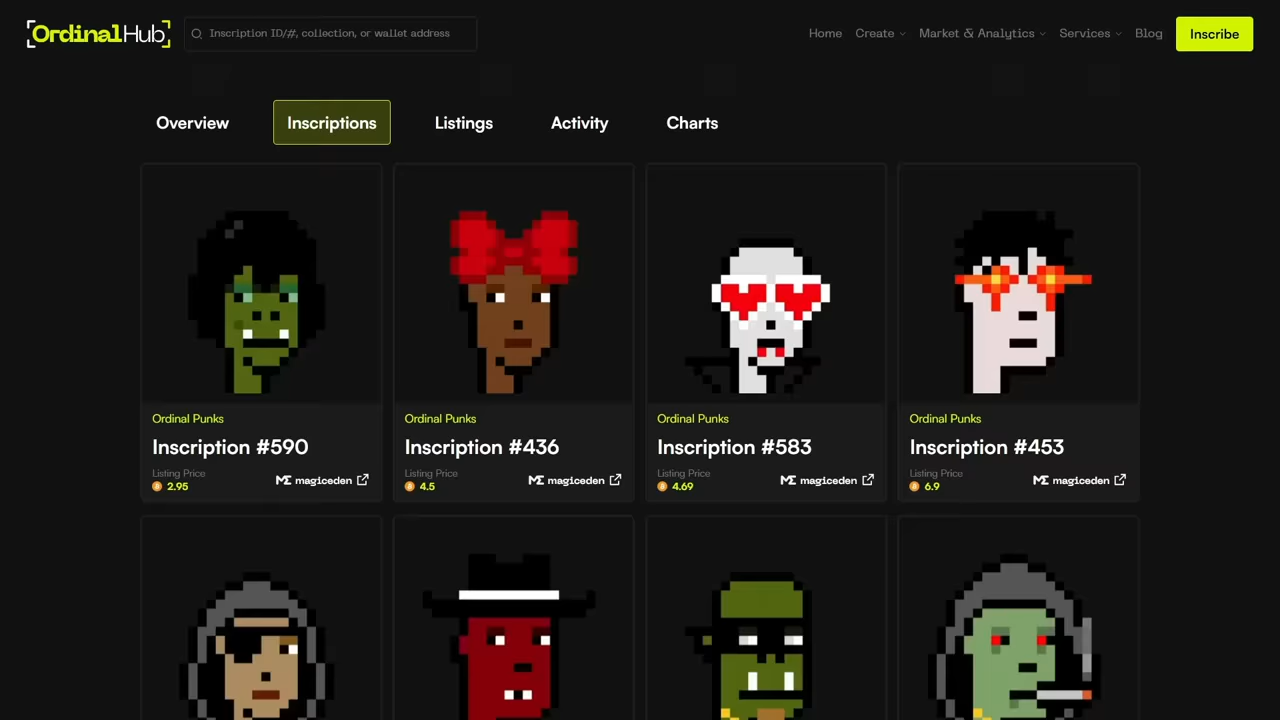 OrdinalHub
Inscription ID/#, collection, or wallet address
Home Create Market & Analytics Services Blog Inscribe
Overview Inscriptions Listings Activity Charts
Ordinal Punks
Inscription #590
Listing Price
2.95
magiceden
Ordinal Punks
Inscription #436
Listing Price
4.5
magiceden
Ordinal Punks
Inscription #583
Listing Price
4.69
magiceden
Ordinal Punks
Inscription #453
Listing Price
6.9
magiceden